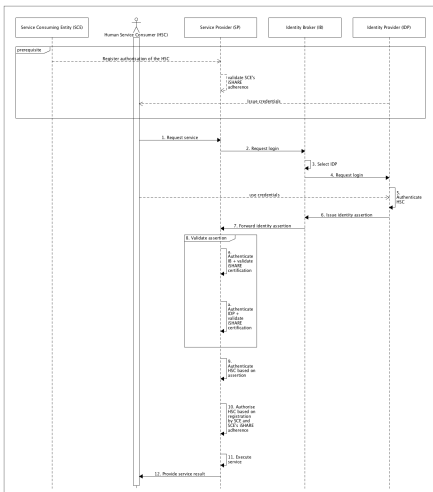 Service Consuming Entity (SCE)
Human Service Consumer (HSC)
Service Provider (SP)
Identity Broker (IB)
Identity Provider (IDP)
prerequisite
Register authorisation of the HSC
validate SCE's
iSHARE
adherence
Issue credentials
1. Request service
2. Request login
3. Select IDP
4. Request login
use credentials
5.
Authenticate
HSC
6. Issue identity assertion
7. Forward identity assertion
8. Validate assertion
a.
Authenticate
IB + validate
iSHARE
certification
a.
Authenticate
IDP +
validate
iSHARE
certification
9.
Authenticate
HSC based on
assertion
10. Authorise
HSC based on
registration
by SCE and
SCE's iSHARE
adherence
11. Execute
service
12. Provide service result